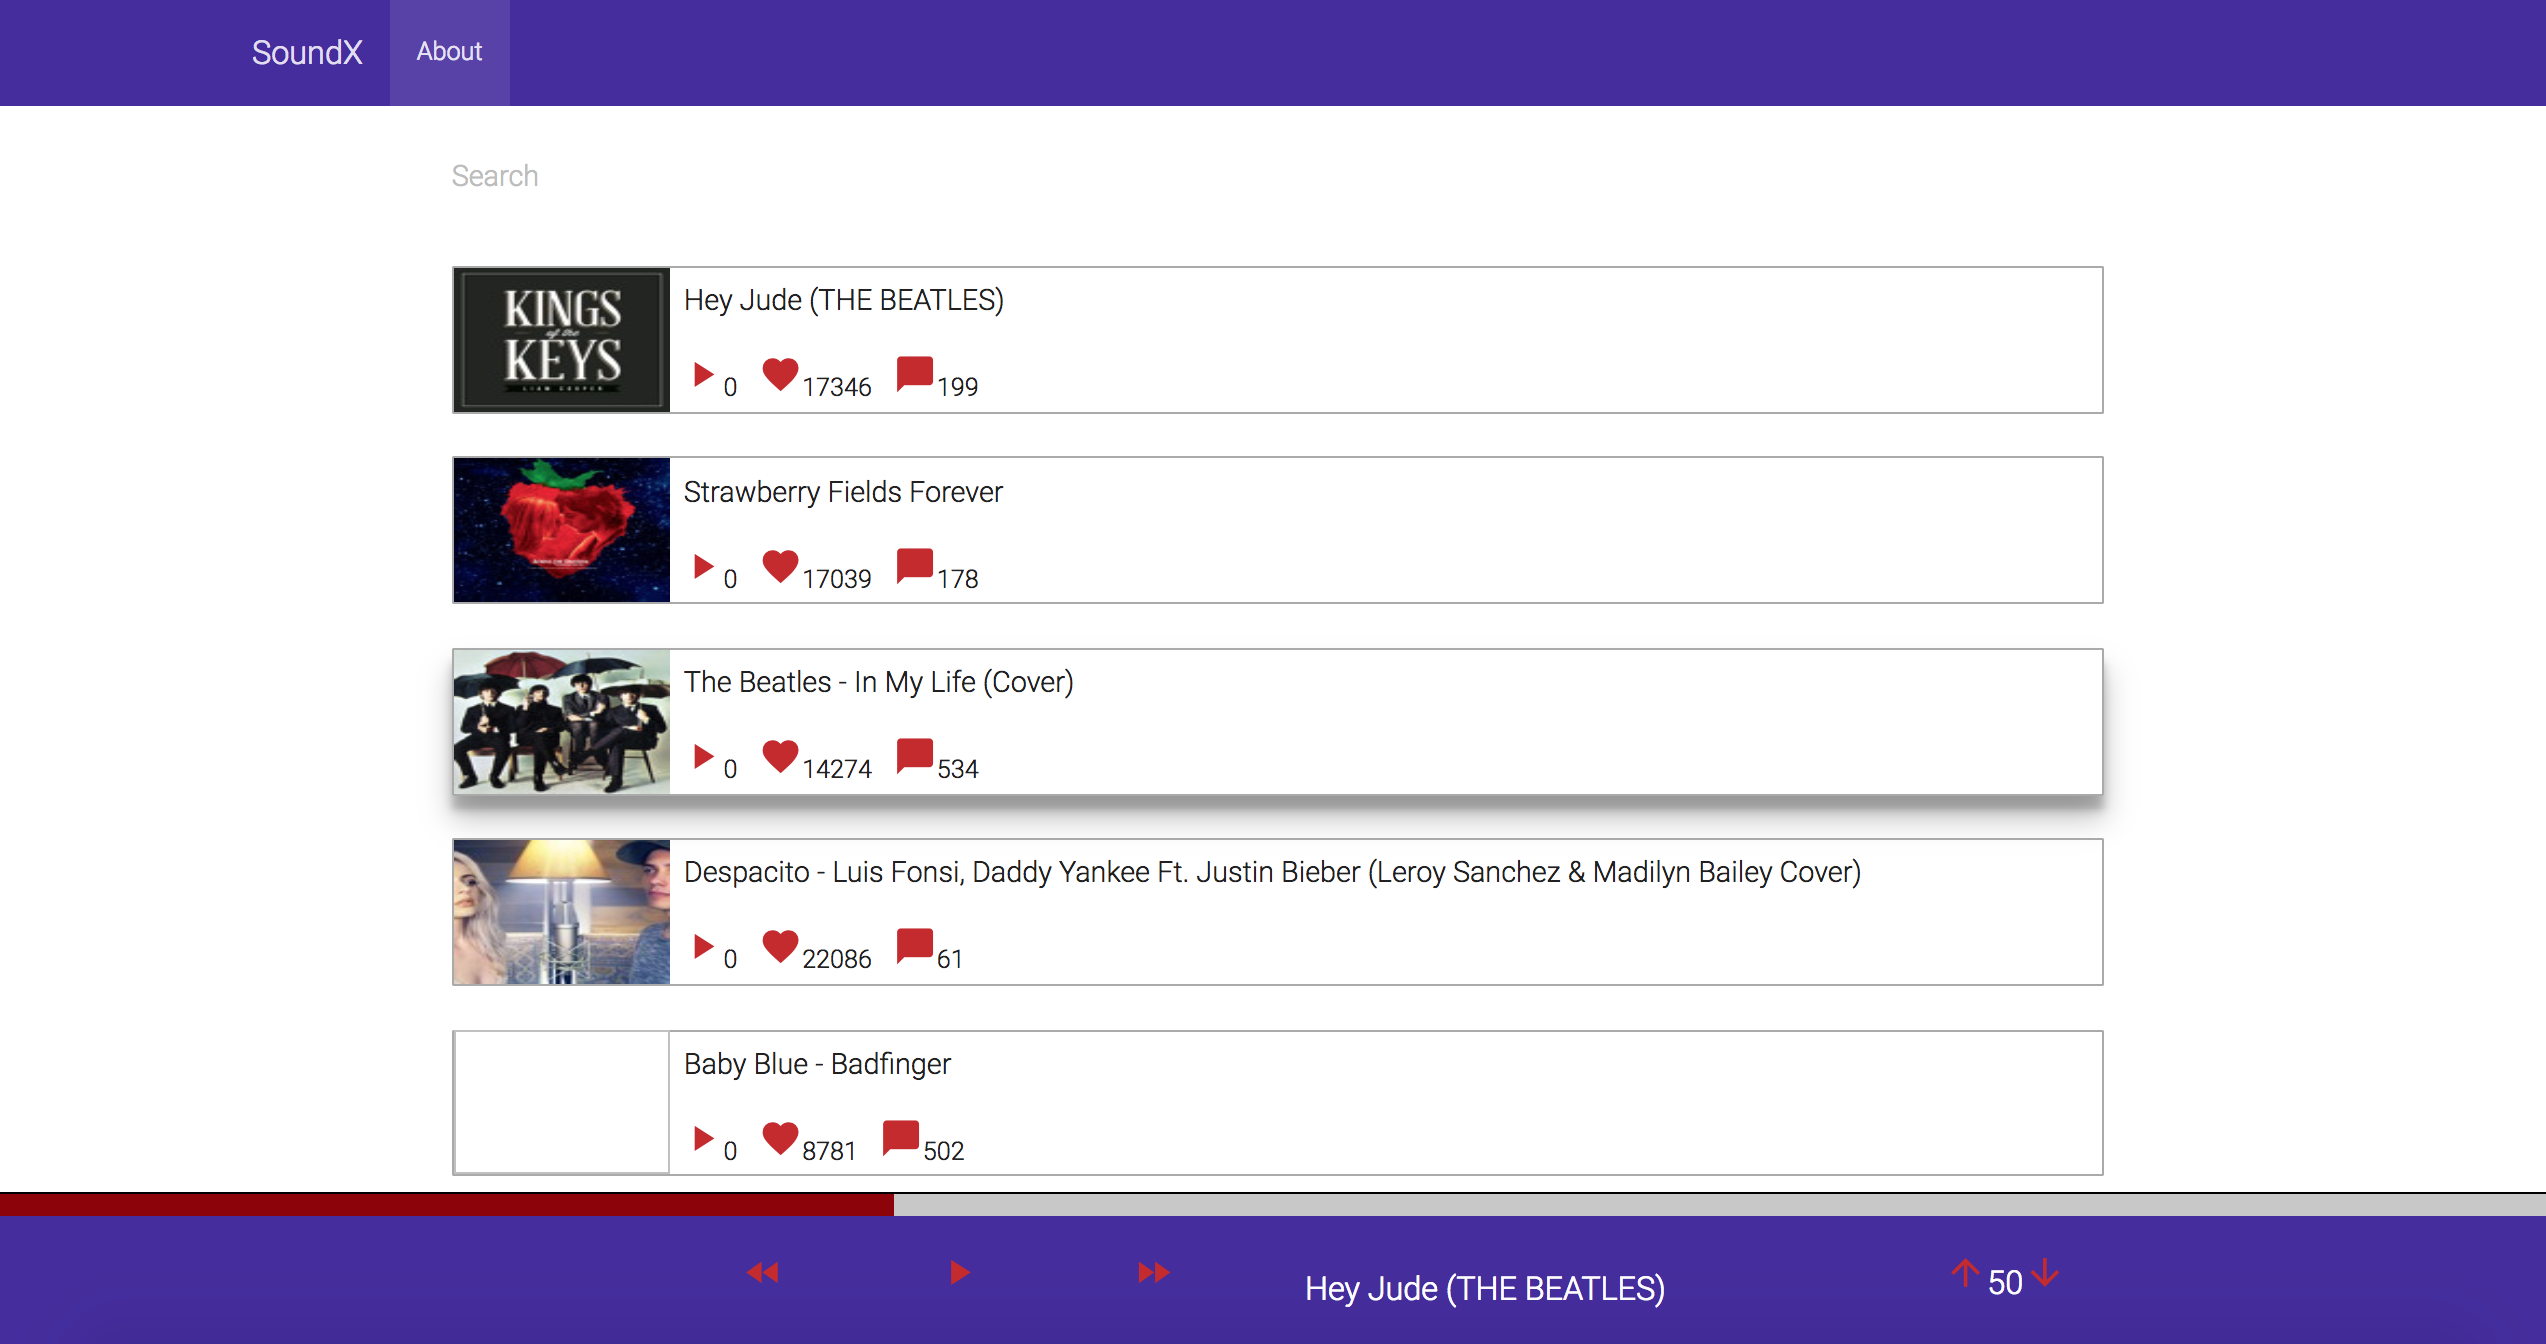 SoundX About
Search
KINGS
of the
KEYS
LIAM COOPER
Hey Jude (THE BEATLES)
0 17346 199
Strawberry Fields Forever
0 17039 178
The Beatles - In My Life (Cover)
0 14274 534
Despacito - Luis Fonsi, Daddy Yankee Ft. Justin Bieber (Leroy Sanchez & Madilyn Bailey Cover)
0 22086 61
Baby Blue - Badfinger
0 8781 502
Hey Jude (THE BEATLES) 50